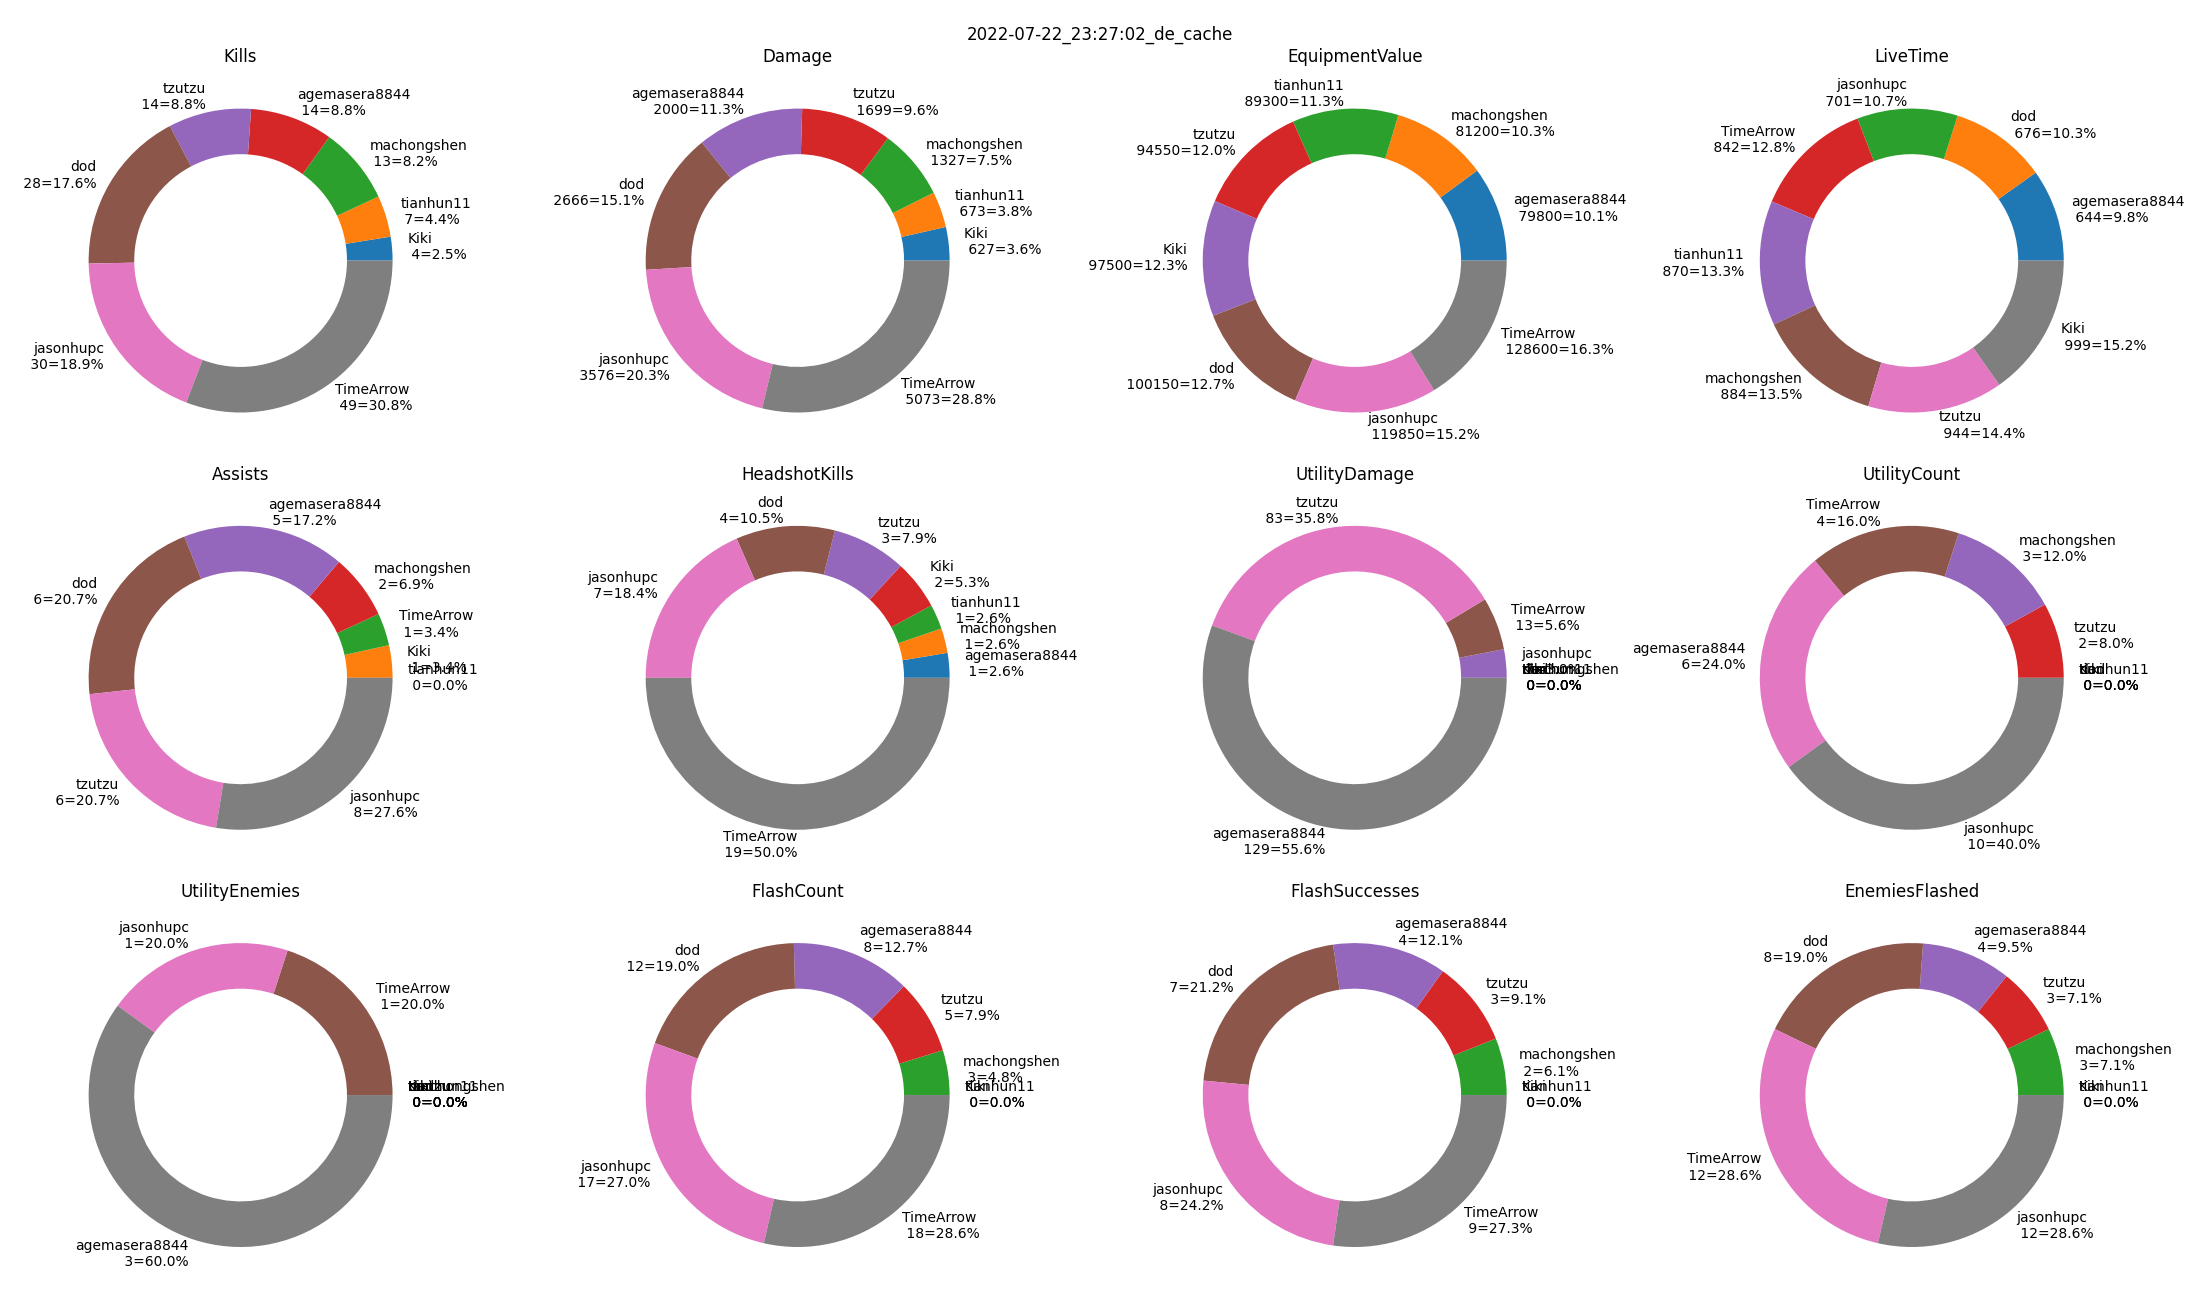 2022-07-22_23:27:02_de_cache
Kills
tzutzu
14=8.8%
agemasera8844
14=8.8%
machongshen
13=8.2%
dod
28=17.6%
tianhun11
7=4.4%
Kiki
4=2.5%
jasonhupc
30=18.9%
TimeArrow
49=30.8%
Damage
agemasera8844
2000=11.3%
tzutzu
1699=9.6%
machongshen
1327=7.5%
dod
2666=15.1%
tianhun11
673=3.8%
Kiki
627=3.6%
jasonhupc
3576=20.3%
TimeArrow
5073=28.8%
EquipmentValue
tianhun11
89300=11.3%
machongshen
81200=10.3%
tzutzu
94550=12.0%
agemasera8844
79800=10.1%
Kiki
97500=12.3%
TimeArrow
128600=16.3%
dod
100150=12.7%
jasonhupc
119850=15.2%
LiveTime
jasonhupc
701=10.7%
dod
676=10.3%
TimeArrow
842=12.8%
agemasera8844
644=9.8%
tianhun11
870=13.3%
Kiki
999=15.2%
machongshen
884=13.5%
tzutzu
944=14.4%
Assists
agemasera8844
5=17.2%
machongshen
2=6.9%
dod
6=20.7%
TimeArrow
1=3.4%
Kiki
1=3.4%
tianhun11
0=0.0%
tzutzu
6=20.7%
jasonhupc
8=27.6%
HeadshotKills
dod
4=10.5%
tzutzu
3=7.9%
Kiki
2=5.3%
jasonhupc
7=18.4%
tianhun11
1=2.6%
machongshen
1=2.6%
agemasera8844
1=2.6%
TimeArrow
19=50.0%
UtilityDamage
tzutzu
83=35.8%
TimeArrow
13=5.6%
jasonhupc
0=0.0%
agemasera8844
129=55.6%
UtilityCount
TimeArrow
4=16.0%
machongshen
3=12.0%
tzutzu
2=8.0%
agemasera8844
6=24.0%
tianhun11
0=0.0%
jasonhupc
10=40.0%
UtilityEnemies
jasonhupc
1=20.0%
TimeArrow
1=20.0%
0=0.0%
agemasera8844
3=60.0%
FlashCount
agemasera8844
8=12.7%
dod
12=19.0%
tzutzu
5=7.9%
machongshen
3=4.8%
Kiki
tianhun11
0=0.0%
jasonhupc
17=27.0%
TimeArrow
18=28.6%
FlashSuccesses
agemasera8844
4=12.1%
dod
7=21.2%
tzutzu
3=9.1%
machongshen
2=6.1%
Kiki
tianhun11
0=0.0%
jasonhupc
8=24.2%
TimeArrow
9=27.3%
EnemiesFlashed
agemasera8844
4=9.5%
dod
8=19.0%
tzutzu
3=7.1%
machongshen
3=7.1%
Kiki
tianhun11
0=0.0%
TimeArrow
12=28.6%
jasonhupc
12=28.6%